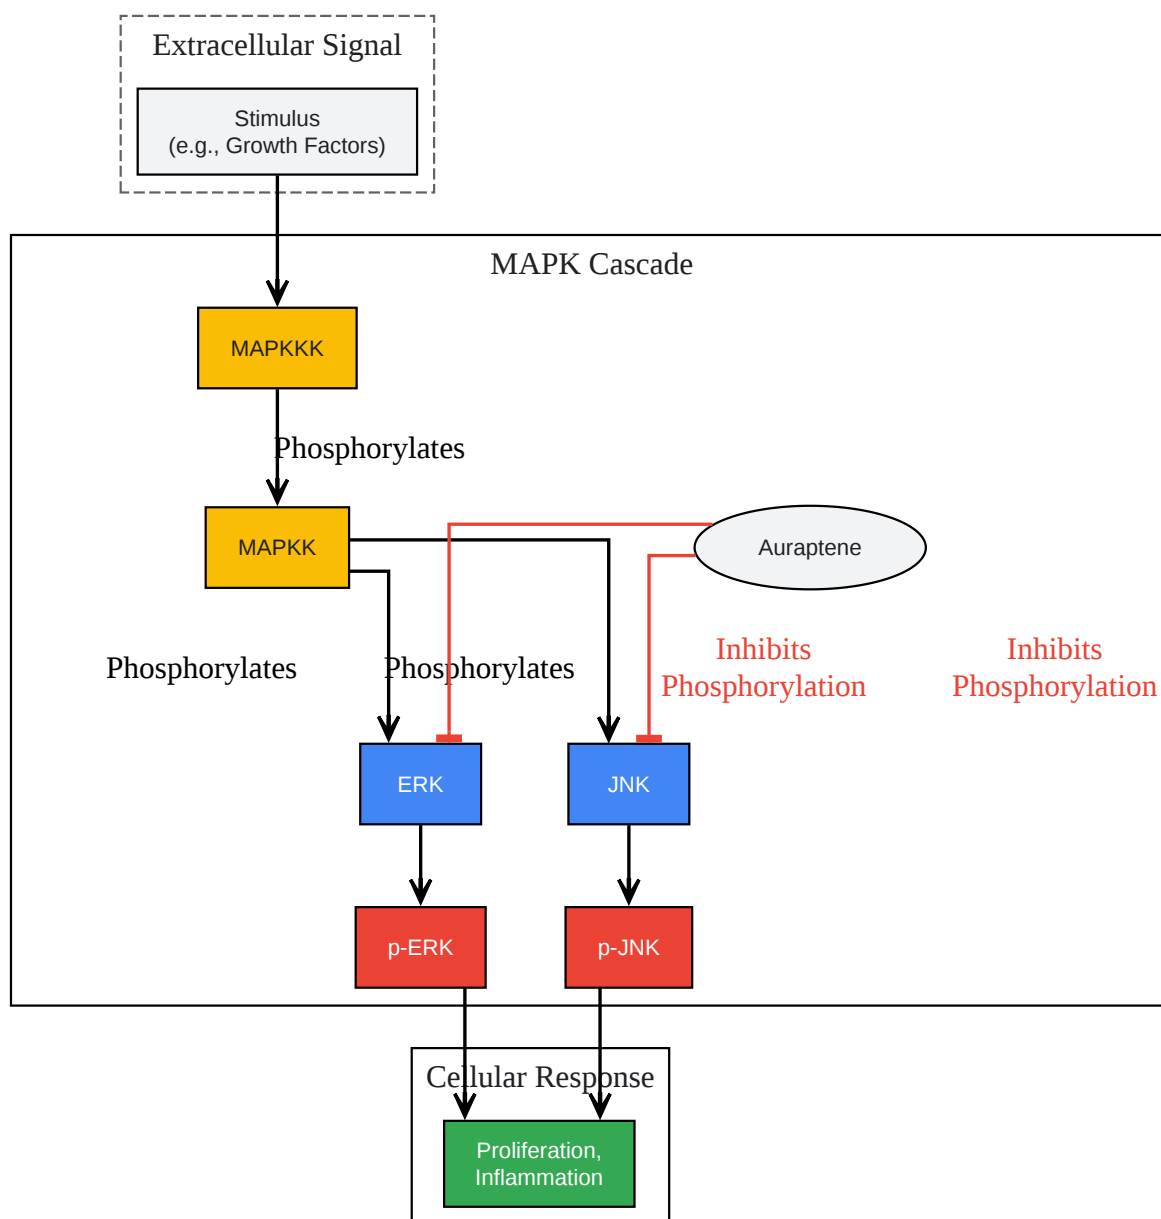 Extracellular Signal
Stimulus
(e.g., Growth Factors)
MAPK Cascade
MAPKKK
Phosphorylates
MAPKK
Auraptene
Phosphorylates
Phosphorylates
Inhibits
Phosphorylation
Inhibits
Phosphorylation
ERK
JNK
p-ERK
p-JNK
Cellular Response
Proliferation,
Inflammation